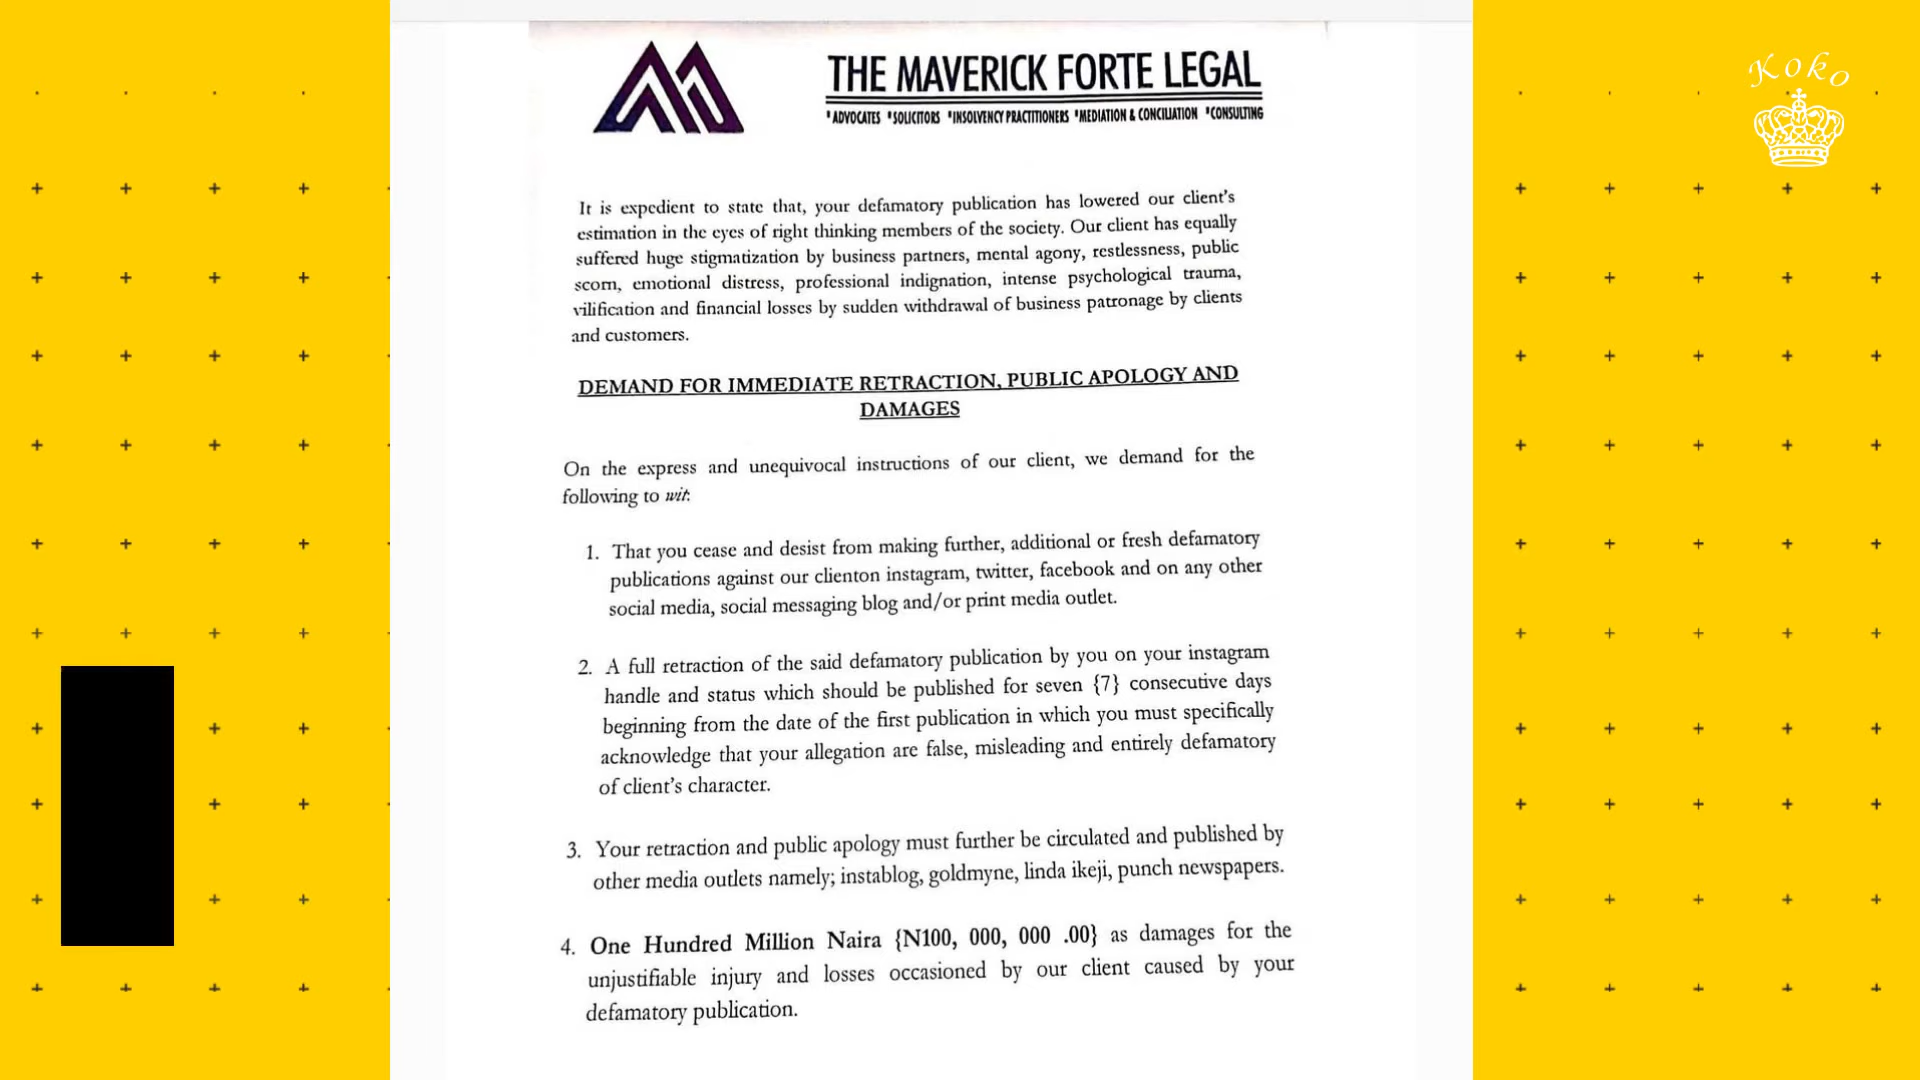 Koko
THE MAVERICK FORTE LEGAL
*ADVOCATES *SOLICITORS *INSOLVENCY PRACTITIONERS *MEDIATION & CONCILIATION *CONSULTING
It is expedient to state that, your defamatory publication has lowered our client's
estimation in the eyes of right thinking members of the society. Our client has equally
suffered huge stigmatization by business partners, mental agony, restlessness, public
scorn, emotional distress, professional indignation, intense psychological trauma,
vilification and financial losses by sudden withdrawal of business patronage by clients
and customers.
DEMAND FOR IMMEDIATE RETRACTION, PUBLIC APOLOGY AND
DAMAGES
On the express and unequivocal instructions of our client, we demand for the
following to wit:
1. That you cease and desist from making further, additional or fresh defamatory
publications against our clienton instagram, twitter, facebook and on any other
social media, social messaging blog and/or print media outlet.
2. A full retraction of the said defamatory publication by you on your instagram
handle and status which should be published for seven {7} consecutive days
beginning from the date of the first publication in which you must specifically
acknowledge that your allegation are false, misleading and entirely defamatory
of client's character.
3. Your retraction and public apology must further be circulated and published by
other media outlets namely; instablog, goldmyne, linda ikeji, punch newspapers.
4. One Hundred Million Naira {N100, 000, 000 .00} as damages for the
unjustifiable injury and losses occasioned by our client caused by your
defamatory publication.